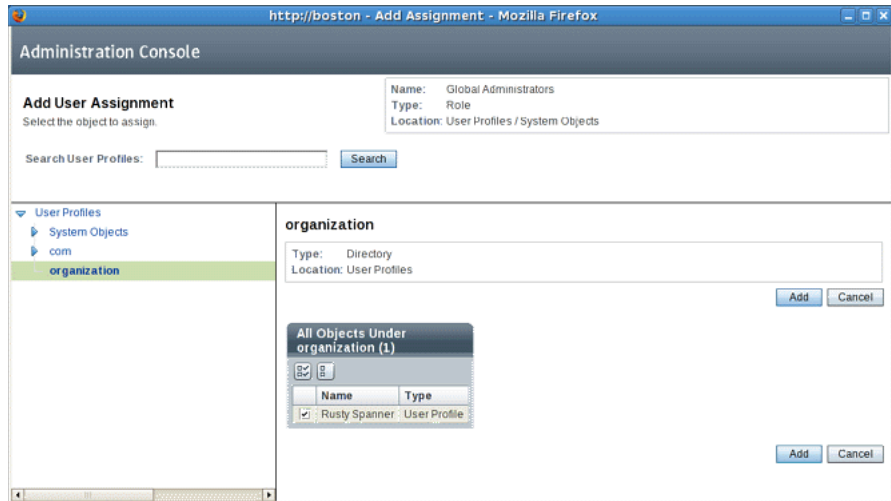 http://boston - Add Assignment - Mozilla Firefox
Administration Console
Add User Assignment
Select the object to assign.
Name: Global Administrators
Type: Role
Location: User Profiles / System Objects
Search User Profiles:
Search
User Profiles
System Objects
com
organization
organization
Type: Directory
Location: User Profiles
Add Cancel
All Objects Under
organization (1)
Name Type
Rusty Spanner User Profile
Add Cancel